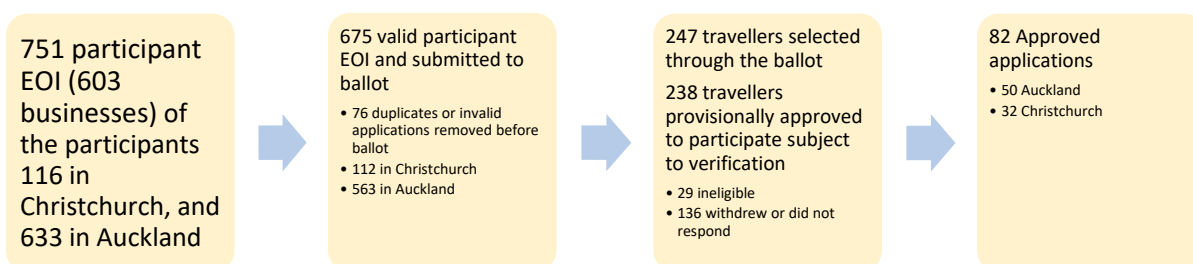 751 participant
EOI (603
businesses) of
the participants
116 in
Christchurch, and
633 in Auckland
675 valid participant
EOI and submitted to
ballot
• 76 duplicates or invalid
applications removed before
ballot
• 112 in Christchurch
• 563 in Auckland
247 travellers selected
through the ballot
238 travellers
provisionally approved
to participate subject
to verification
• 29 ineligible
• 136 withdrew or did not
respond
82 Approved
applications
• 50 Auckland
• 32 Christchurch